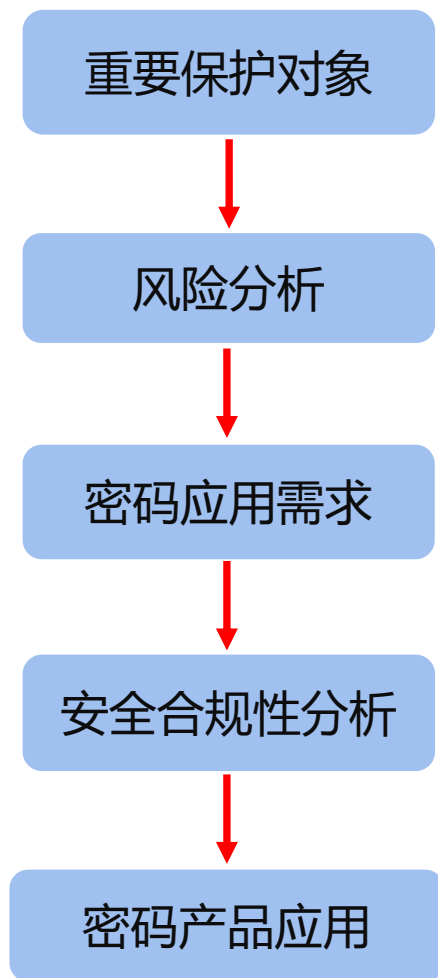 重要保护对象
风险分析
密码应用需求
安全合规性分析
密码产品应用